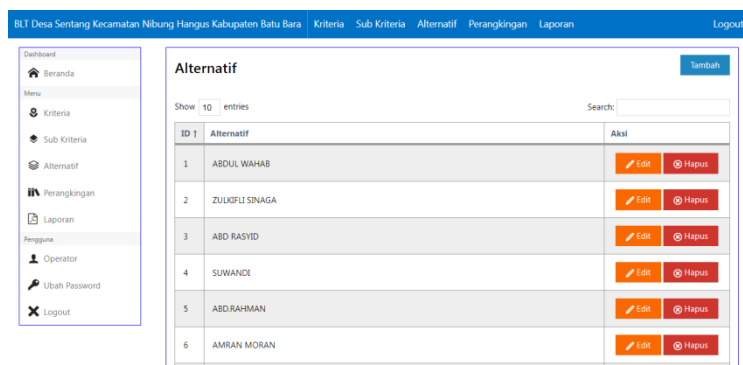 BLT Desa Sentang Kecamatan Nibung Hangus Kabupaten Batu Bara Kriteria Sub Kriteria Alternatif Perangkingan Laporan Logout
Dashboard
Beranda
Menu
Kriteria
Sub Kriteria
Alternatif
Perangkingan
Laporan
Pengguna
Operator
Ubah Password
Logout
Alternatif Tambah
Show 10 entries Search:
ID ↑ Alternatif Aksi
1 ABDUL WAHAB Edit Hapus
2 ZULKIFLI SINAGA Edit Hapus
3 ABD RASYID Edit Hapus
4 SUWANDI Edit Hapus
5 ABD.RAHMAN Edit Hapus
6 AMRAN MORAN Edit Hapus